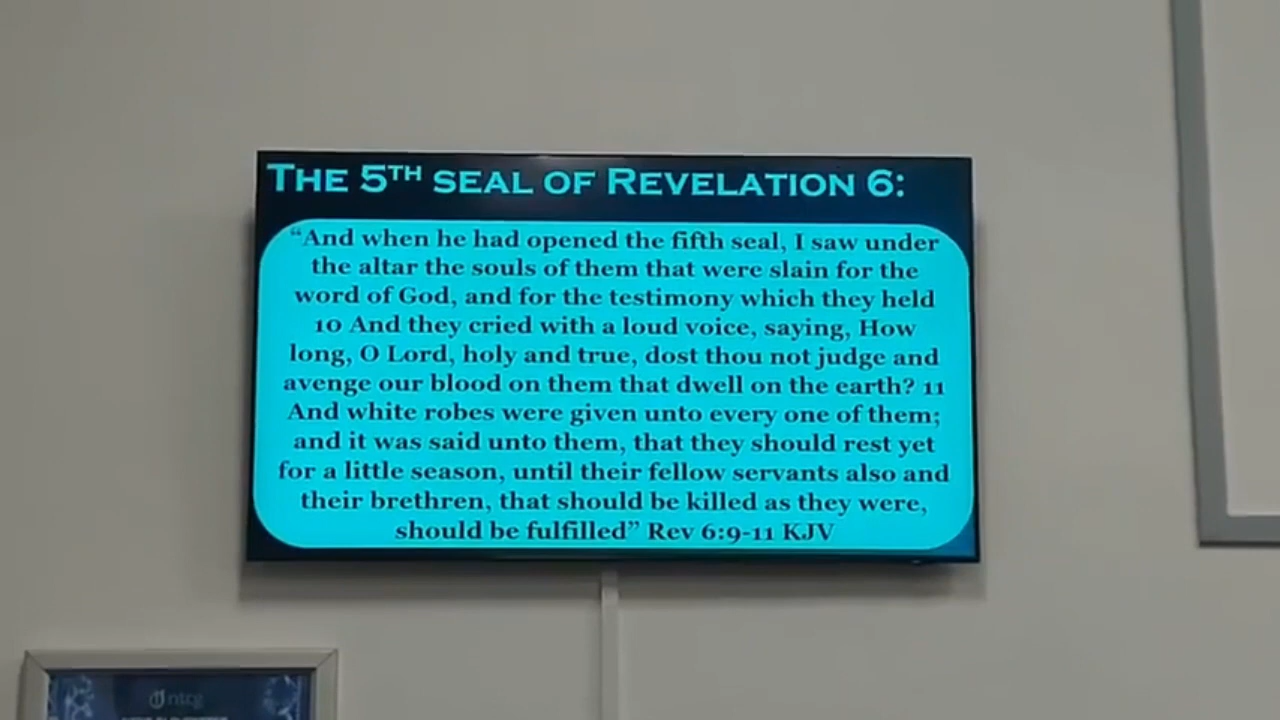 THE 5TH SEAL OF REVELATION 6:
“And when he had opened the fifth seal, I saw under
the altar the souls of them that were slain for the
word of God, and for the testimony which they held
10 And they cried with a loud voice, saying, How
long, O Lord, holy and true, dost thou not judge and
avenge our blood on them that dwell on the earth? 11
And white robes were given unto every one of them;
and it was said unto them, that they should rest yet
for a little season, until their fellow servants also and
their brethren, that should be killed as they were,
should be fulfilled” Rev 6:9-11 KJV
ntcg